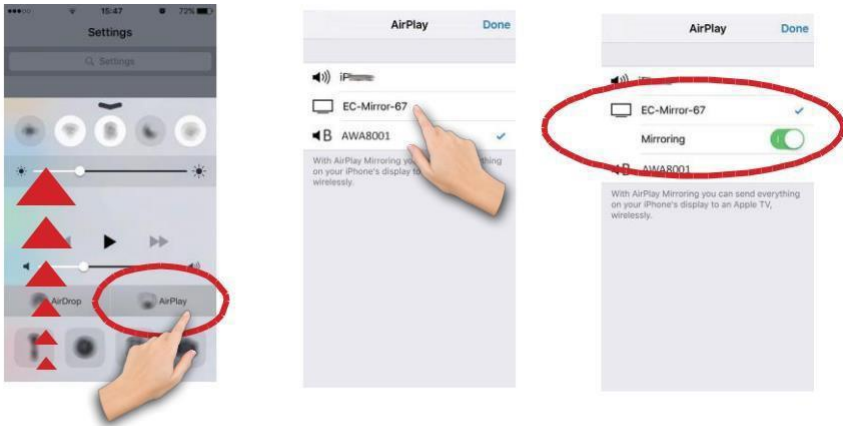 15:47 72%
Settings
Settings
AirDrop
AirPlay
AirPlay Done
EC-Mirror-67
AWA8001
With AirPlay Mirroring you everything
on your iPhone's display to
wirelessly.
AirPlay Done
EC-Mirror-67
Mirroring
AWA8001
With AirPlay Mirroring you can send everything
on your iPhone's display to an Apple TV,
wirelessly.